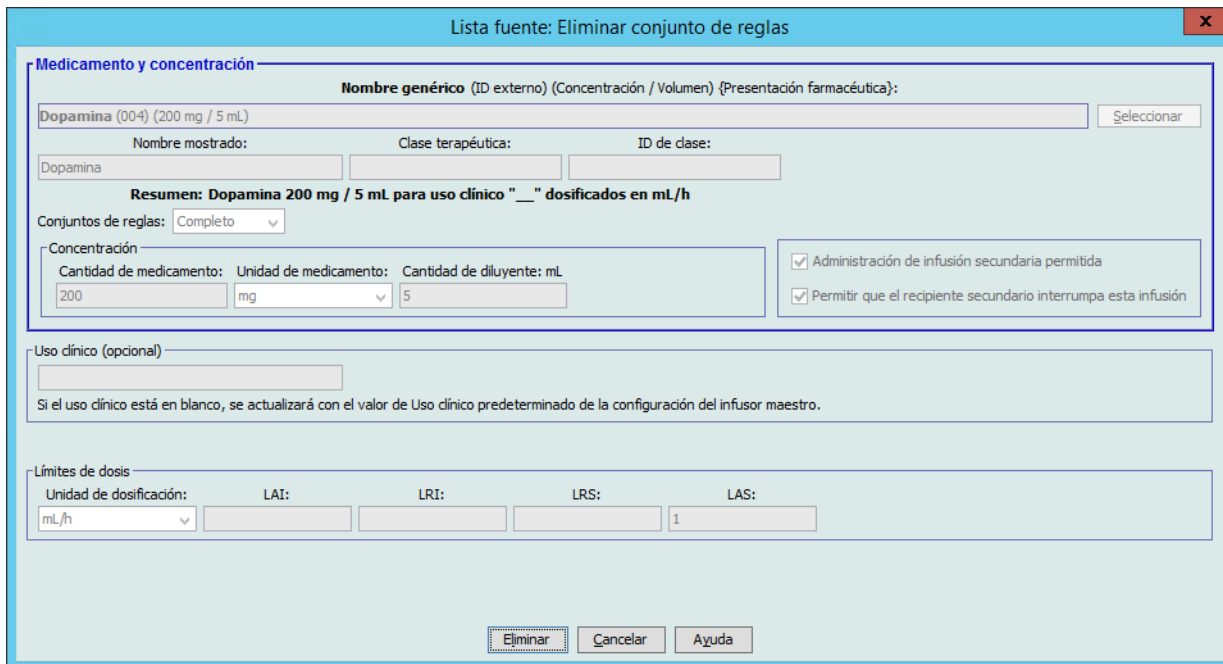 Lista fuente: Eliminar conjunto de reglas
x
Medicamento y concentración
Nombre genérico (ID externo) (Concentración / Volumen) {Presentación farmacéutica}:
Dopamina (004) (200 mg / 5 mL) Seleccionar
Nombre mostrado: Clase terapéutica: ID de clase:
Dopamina
Resumen: Dopamina 200 mg / 5 mL para uso clínico "__" dosificados en mL/h
Conjuntos de reglas: Completo
Concentración
Cantidad de medicamento: Unidad de medicamento: Cantidad de diluyente: mL
200 mg 5
Administración de infusión secundaria permitida
Permitir que el recipiente secundario interrumpa esta infusión
Uso clínico (opcional)
Si el uso clínico está en blanco, se actualizará con el valor de Uso clínico predeterminado de la configuración del infusor maestro.
Límites de dosis
Unidad de dosificación: LAI: LRI: LRS: LAS:
mL/h 1
Eliminar Cancelar Ayuda